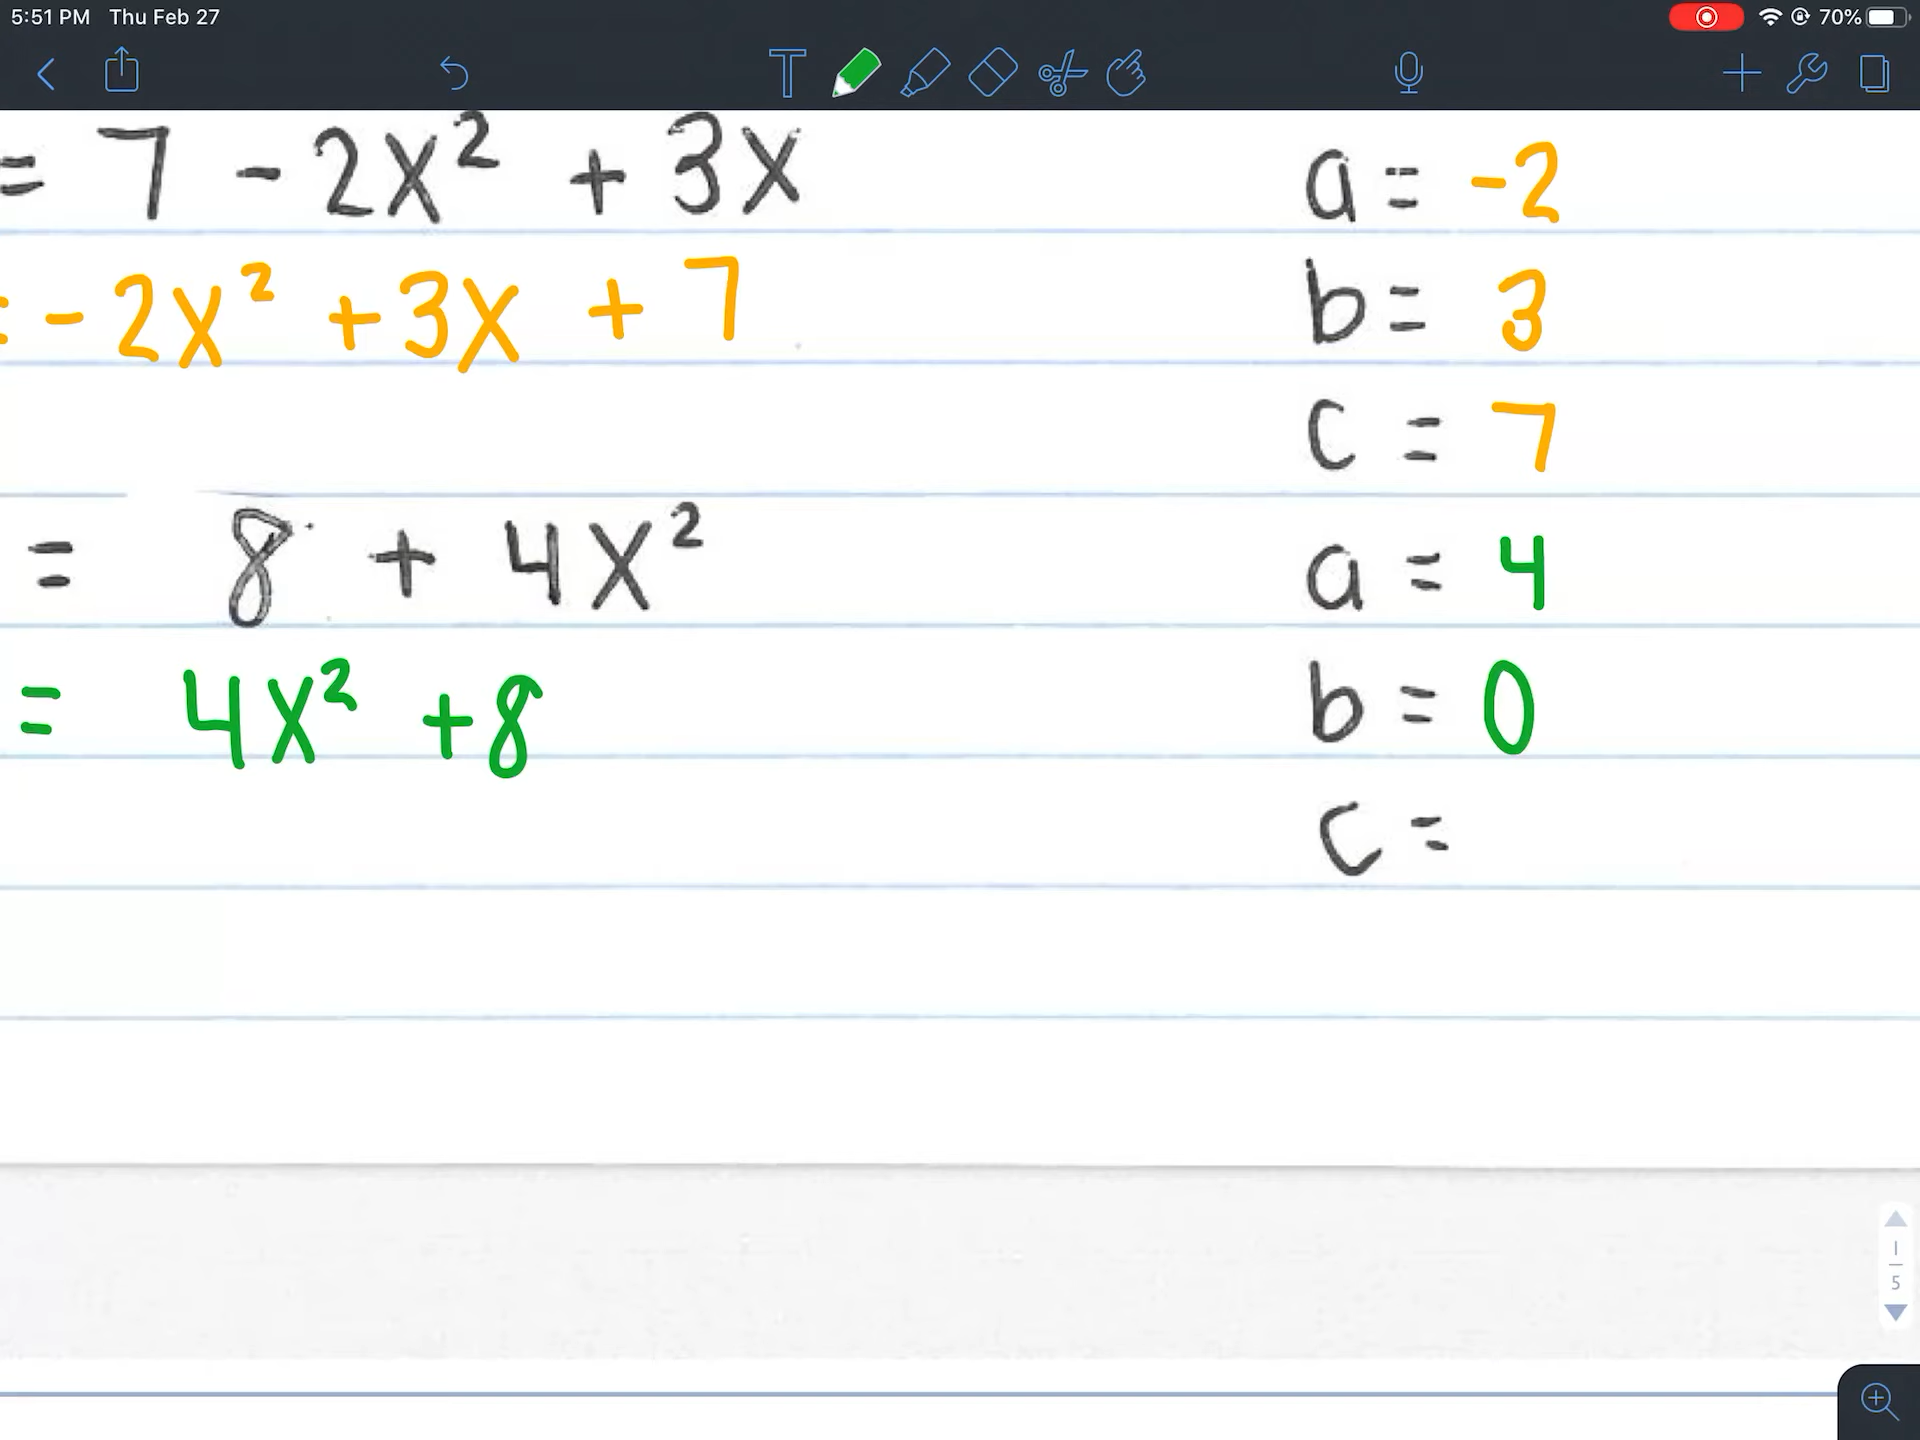 5:51 PM Thu Feb 27 70%
T
= 7 - 2x² + 3x
a = -2
= -2x² + 3x + 7
b = 3
c = 7
= 8 + 4x²
a = 4
= 4x² + 8
b = 0
c =
1
5